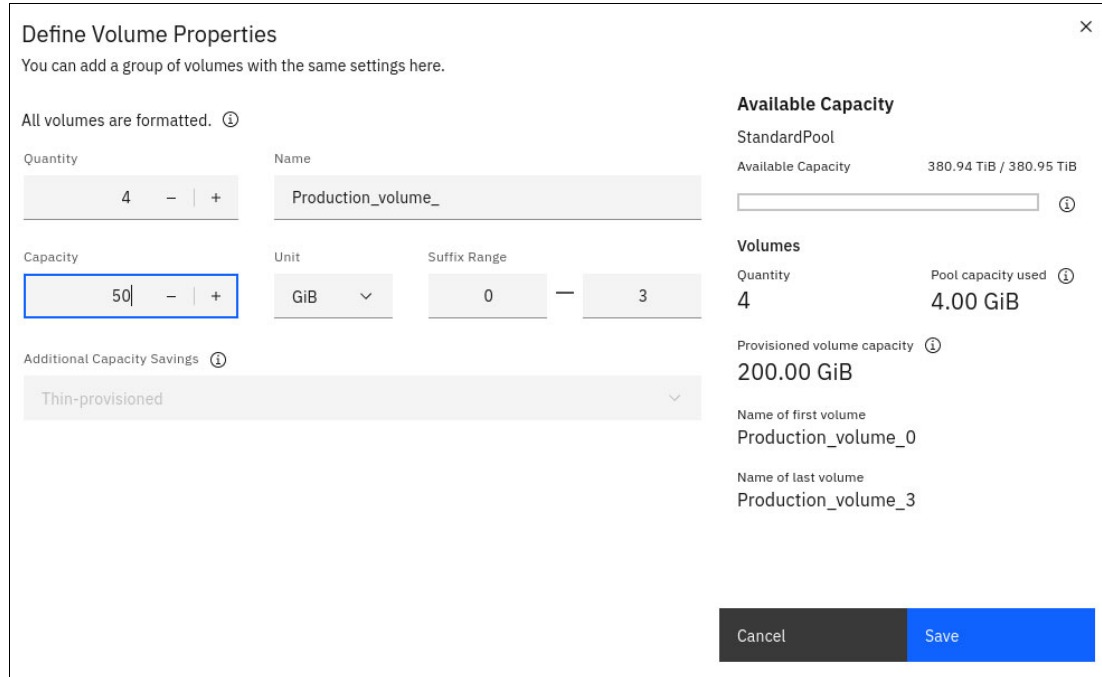 Define Volume Properties
You can add a group of volumes with the same settings here.
All volumes are formatted.
Quantity
4
Name
Production_volume_
Capacity
50
Unit
GiB
Suffix Range
0 — 3
Additional Capacity Savings
Thin-provisioned
Available Capacity
StandardPool
Available Capacity 380.94 TiB / 380.95 TiB
Volumes
Quantity
4
Pool capacity used
4.00 GiB
Provisioned volume capacity
200.00 GiB
Name of first volume
Production_volume_0
Name of last volume
Production_volume_3
Cancel
Save